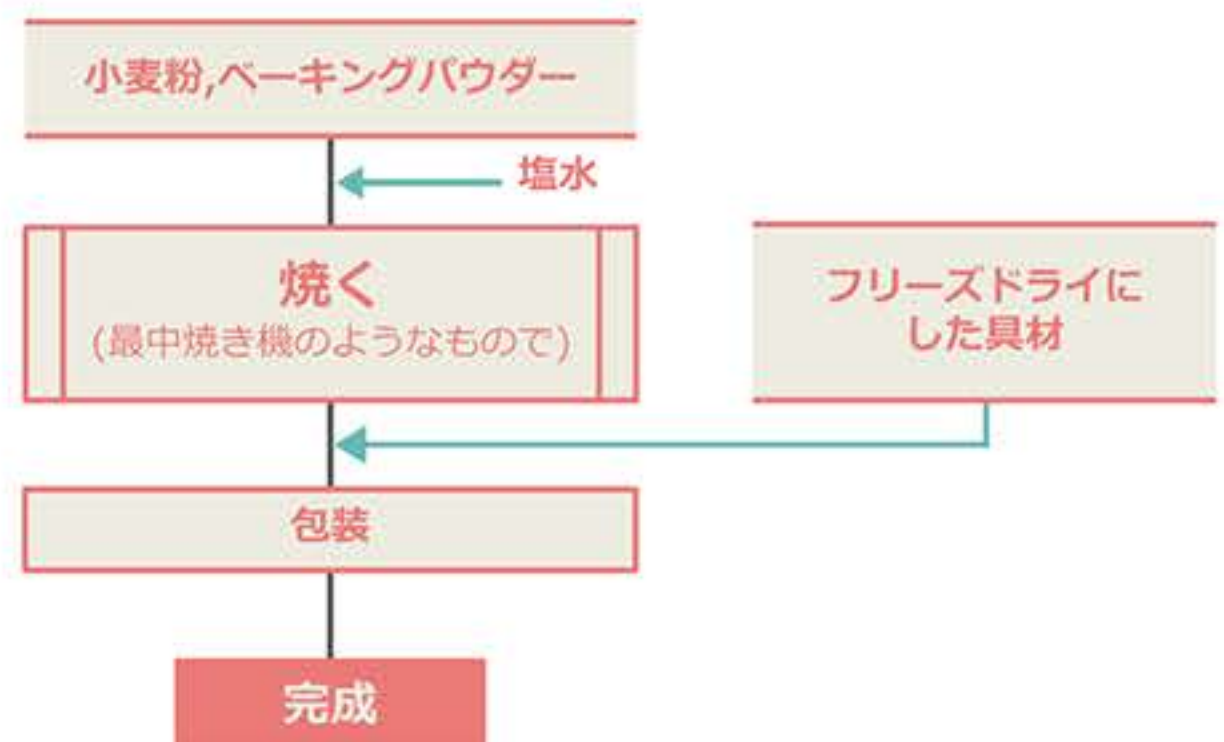 小麦粉,ベーキングパウダー
塩水
焼く
(最中焼き機のようなもので)
フリーズドライに
した具材
包装
完成